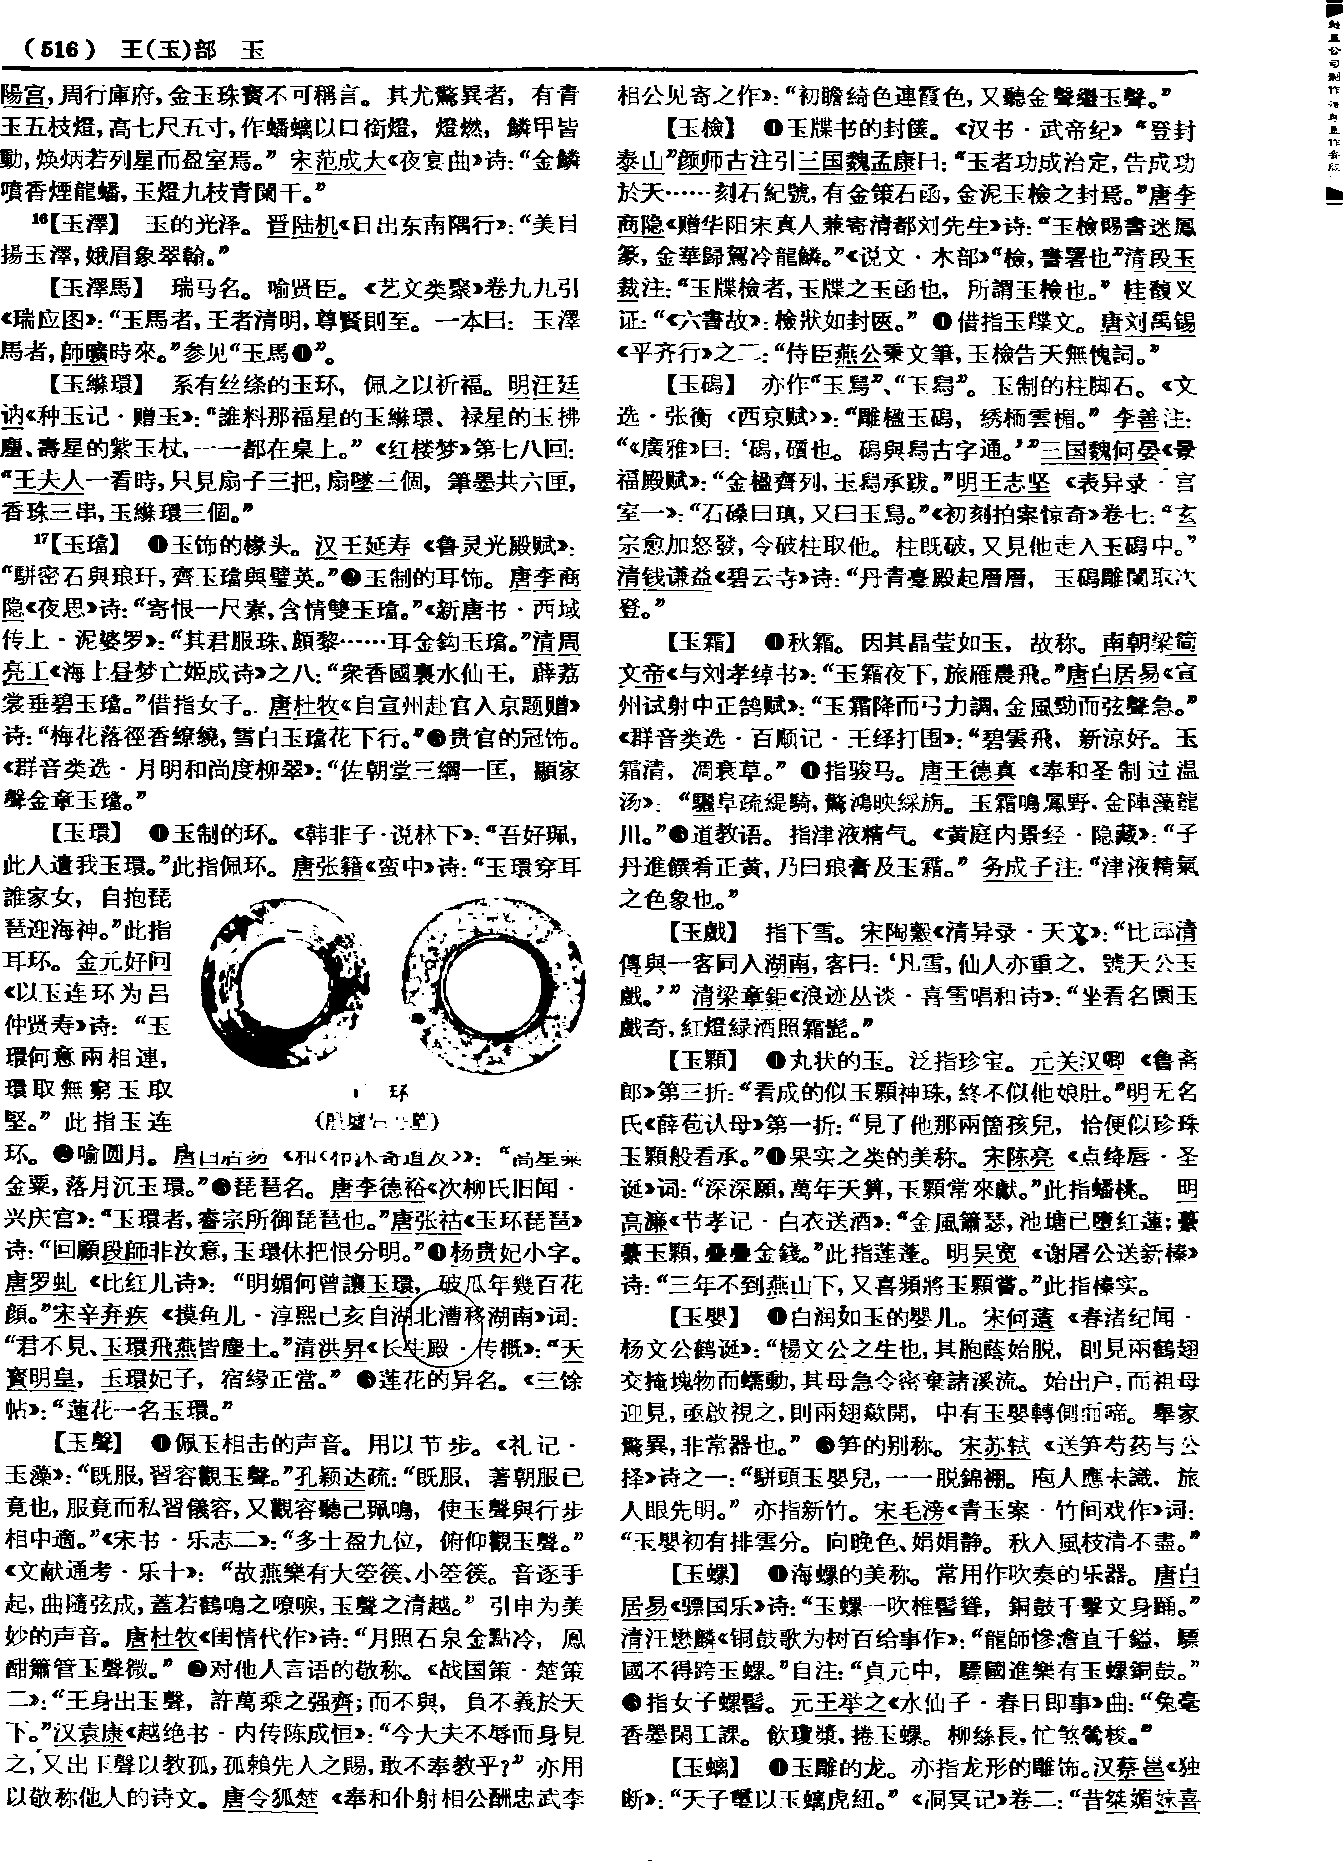 （516） 王(玉)部　玉
陽宫，周行庫府，金玉珠寶不可稱言。其尤驚異者，有青
玉五枝燈，高七尺五寸，作蟠螭以口銜燈，燈燃，鱗甲皆
動，焕炳若列星而盈室焉。”宋范成大《夜宴曲》诗：“金鱗
噴香煙龍蟠，玉燈九枝青闌干。”
16【玉澤】　玉的光泽。晋陆机《日出东南隅行》：“美目
揚玉澤，娥眉象翠翰。”
【玉澤馬】　瑞马名。喻贤臣。《艺文类聚》卷九九引
《瑞应图》：“玉馬者，王者清明，尊賢則至。一本曰：玉澤
馬者，師曠時來。”参见“玉馬❶”。
【玉縧環】　系有丝绦的玉环，佩之以祈福。明汪廷
讷《种玉记·赠玉》：“誰料那福星的玉縧環、禄星的玉拂
塵、壽星的紫玉杖，一一都在桌上。”《红楼梦》第七八回：
“王夫人一看時，只見扇子三把，扇墜三個，筆墨共六匣，
香珠三串，玉縧環三個。”
17【玉璫】　❶玉饰的椽头。汉王延寿《鲁灵光殿赋》：
“駢密石與琅玕，齊玉璫與璧英。”❷玉制的耳饰。唐李商
隐《夜思》诗：“寄恨一尺素，含情雙玉璫。”《新唐书·西域
传上·泥婆罗》：“其君服珠、頗黎……耳金鉤玉璫。”清周
亮工《海上昼梦亡姬成诗》之八：“衆香國裏水仙王，薜荔
裳垂碧玉璫。”借指女子。唐杜牧《自宣州赴官入京题赠》
诗：“梅花落徑香繚繞，雪白玉璫花下行。”❸贵官的冠饰。
《群音类选·月明和尚度柳翠》：“佐朝堂三綱一匡，顯家
聲金章玉璫。”
【玉環】　❶玉制的环。《韩非子·说林下》：“吾好珮，
此人遺我玉環。”此指佩环。唐张籍《蛮中》诗：“玉環穿耳
誰家女，自抱琵
琶迎海神。”此指
耳环。金元好问
《以玉连环为吕
仲贤寿》诗：“玉
環何意兩相連，
環取無窮玉取
堅。”此指玉连
环
环。❷喻圆月。唐
金粟，落月沉玉環。”❸琵琶名。唐李德裕《次柳氏旧闻·
兴庆宫》：“玉環者，睿宗所御琵琶也。”唐张祜《玉环琵琶》
诗：“回顧段師非汝意，玉環休把恨分明。”❹杨贵妃小字。
唐罗虬《比红儿诗》：“明媚何曾讓玉環，破瓜年幾百花
顔。”宋辛弃疾《摸鱼儿·淳熙己亥自湖北漕移湖南》词：
“君不見、玉環飛燕皆塵土。”清洪昇《长生殿·传概》：“天
寶明皇，玉環妃子，宿緣正當。”❺莲花的异名。《三馀
帖》：“蓮花一名玉環。”
【玉聲】　❶佩玉相击的声音。用以节步。《礼记·
玉藻》：“既服，習容觀玉聲。”孔颖达疏：“既服，著朝服已
竟也，服竟而私習儀容，又觀容聽己珮鳴，使玉聲與行步
相中適。”《宋书·乐志二》：“多士盈九位，俯仰觀玉聲。”
《文献通考·乐十》：“故燕樂有大箜篌、小箜篌。音逐手
起，曲隨弦成，蓋若鶴鳴之嘹唳，玉聲之清越。”引申为美
妙的声音。唐杜牧《闺情代作》诗：“月照石泉金點冷，鳳
酣簫管玉聲微。”❷对他人言语的敬称。《战国策·楚策
二》：“王身出玉聲，許萬乘之强齊；而不與，負不義於天
下。”汉袁康《越绝书·内传陈成恒》：“今大夫不辱而身見
之，又出玉聲以教孤，孤賴先人之賜，敢不奉教乎？”亦用
以敬称他人的诗文。唐令狐楚《奉和仆射相公酬忠武李
相公见寄之作》：“初瞻綺色連霞色，又聽金聲繼玉聲。”
【玉檢】　❶玉牒书的封箧。《汉书·武帝纪》“登封
泰山”颜师古注引三国魏孟康曰：“王者功成治定，告成功
於天……刻石紀號，有金策石函，金泥玉檢之封焉。”唐李
商隐《赠华阳宋真人兼寄清都刘先生》诗：“玉檢賜書迷鳳
篆，金華歸駕冷龍鱗。”《说文·木部》“檢，書署也”清段玉
裁注：“玉牒檢者，玉牒之玉函也，所謂玉檢也。”桂馥义
证：“《六書故》：檢狀如封匧。”❷借指玉牒文。唐刘禹锡
《平齐行》之二：“侍臣燕公秉文筆，玉檢告天無愧詞。”
【玉磶】　亦作“玉舄”、“玉舃”。玉制的柱脚石。《文
选·张衡〈西京赋〉》：“雕楹玉磶，绣栭雲楣。”李善注：
“《廣雅》曰：‘磶，礩也。磶與舄古字通。’”三国魏何晏《景
福殿赋》：“金楹齊列，玉舄承跋。”明王志坚《表异录·宫
室一》：“石磉曰瑱，又曰玉舄。”《初刻拍案惊奇》卷七：“玄
宗愈加怒發，令破柱取他。柱既破，又見他走入玉磶中。”
清钱谦益《碧云寺》诗：“丹青臺殿起層層，玉磶雕闌取次
登。”
【玉霜】　❶秋霜。因其晶莹如玉，故称。南朝梁简
文帝《与刘孝绰书》：“玉霜夜下，旅雁晨飛。”唐白居易《宣
州试射中正鹄赋》：“玉霜降而弓力調，金風勁而弦聲急。”
《群音类选·百顺记·王绎打围》：“碧雲飛，新涼好。玉
霜清，凋衰草。”❷指骏马。唐王德真《奉和圣制过温
汤》：“驪阜疏緹騎，驚鴻映綵旃。玉霜鳴鳳野，金陣藻龍
川。”❸道教语。指津液精气。《黄庭内景经·隐藏》：“子
丹進饌肴正黄，乃曰琅膏及玉霜。”务成子注：“津液精氣
之色象也。”
【玉戲】　指下雪。宋陶縠《清异录·天文》：“比邱清
傳與一客同入湖南，客曰：‘凡雪，仙人亦重之，號天公玉
戲。’”清梁章鉅《浪迹丛谈·喜雪唱和诗》：“坐看名園玉
戲奇，紅燈緑酒照霜髭。”
【玉顆】　❶丸状的玉。泛指珍宝。元关汉卿《鲁斋
郎》第三折：“看成的似玉顆神珠，終不似他娘肚。”明无名
氏《薛苞认母》第一折：“見了他那兩箇孩兒，恰便似珍珠
玉顆般看承。”❷果实之类的美称。宋陈亮《点绛唇·圣
诞》词：“深深願，萬年天算，玉顆常來獻。”此指蟠桃。明
高濂《节孝记·白衣送酒》：“金風簫瑟，池塘已墮紅蓮；纂
纂玉顆，疊疊金錢。”此指莲蓬。明吴宽《谢屠公送新榛》
诗：“三年不到燕山下，又喜頻將玉顆嘗。”此指榛实。
【玉嬰】　❶白润如玉的婴儿。宋何薳《春渚纪闻·
杨文公鹤诞》：“楊文公之生也，其胞蔭始脱，則見兩鶴翅
交掩塊物而蠕動，其母急令密棄諸溪流。始出户，而祖母
迎見，亟啟視之，則兩翅歘開，中有玉嬰轉側而啼。舉家
驚異，非常器也。”❷笋的别称。宋苏轼《送笋芍药与公
择》诗之一：“駢頭玉嬰兒，一一脱錦裯。庖人應未識，旅
人眼先明。”亦指新竹。宋毛滂《青玉案·竹间戏作》词：
“玉嬰初有排雲分。向晚色、娟娟静。秋入風枝清不盡。”
【玉螺】　❶海螺的美称。常用作吹奏的乐器。唐白
居易《骠国乐》诗：“玉螺一吹椎髻聳，銅鼓千擊文身踊。”
清汪懋麟《铜鼓歌为树百给事作》：“龍師慘澹直千鎰，驃
國不得跨玉螺。”自注：“貞元中，驃國進樂有玉螺銅鼓。”
❷指女子螺髻。元王举之《水仙子·春日即事》曲：“兔毫
香墨閑工課。飲瓊漿，捲玉螺。柳絲長，忙煞鶯梭。”
【玉螭】　❶玉雕的龙。亦指龙形的雕饰。汉蔡邕《独
断》：“天子璽以玉螭虎紐。”《洞冥记》卷二：“昔桀媚末喜